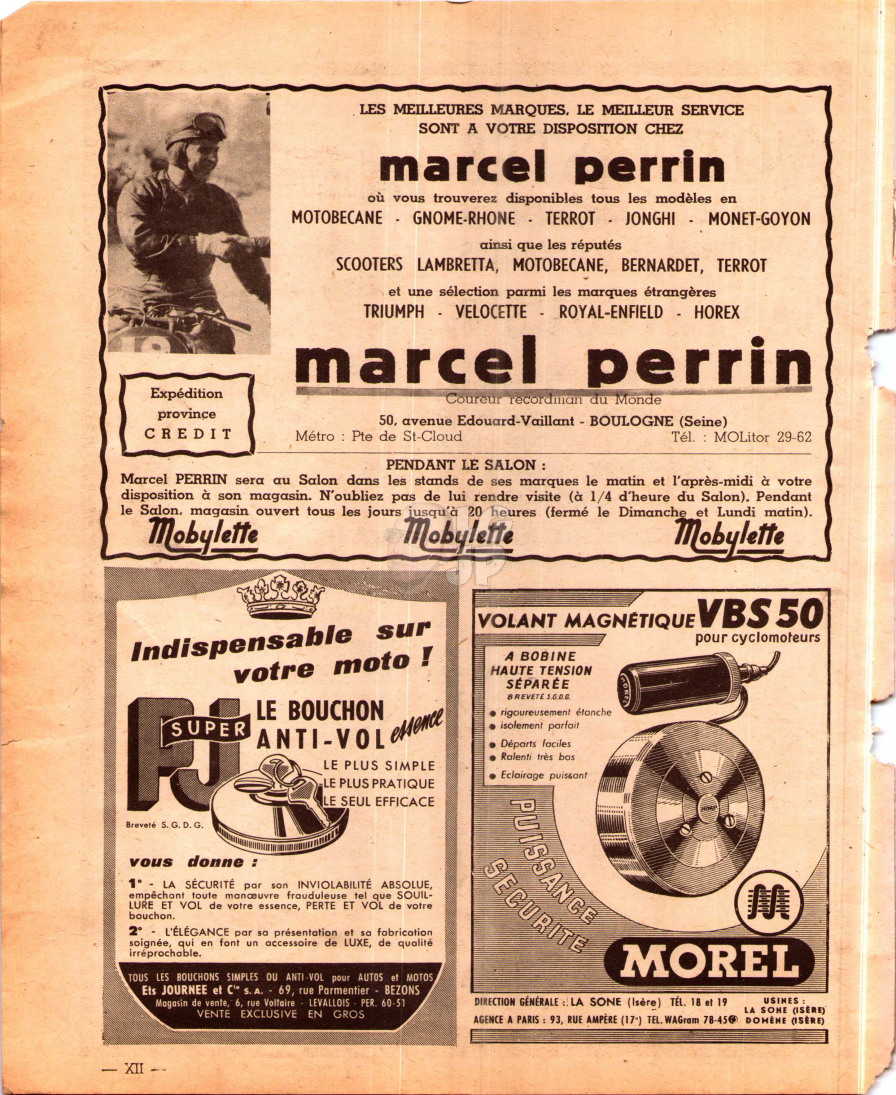 LES MEILLEURES MARQUES, LE MEILLEUR SERVICE
SONT A VOTRE DISPOSITION CHEZ
marcel perrin
où vous trouverez disponibles tous les modèles en
MOTOBECANE - GNOME-RHONE - TERROT - JONGHI - MONET-GOYON
ainsi que les réputés
SCOOTERS LAMBRETTA, MOTOBECANE, BERNARDET, TERROT
et une sélection parmi les marques étrangères
TRIUMPH - VELOCETTE - ROYAL-ENFIELD - HOREX
marcel perrin
Coureur recordman du Monde
18
Expédition
province
CREDIT
50, avenue Edouard-Vaillant - BOULOGNE (Seine)
Métro : Pte de St-Cloud Tél. : MOLitor 29-62
PENDANT LE SALON :
Marcel PERRIN sera au Salon dans les stands de ses marques le matin et l'après-midi à votre
disposition à son magasin. N'oubliez pas de lui rendre visite (à 1/4 d'heure du Salon). Pendant
le Salon, magasin ouvert tous les jours jusqu'à 20 heures (fermé le Dimanche et Lundi matin).
Mobylette Mobylette Mobylette
Indispensable sur
votre moto !
PJ
SUPER
LE BOUCHON
ANTI-VOL essence
LE PLUS SIMPLE
LE PLUS PRATIQUE
LE SEUL EFFICACE
Breveté S. G. D. G.
vous donne :
1° - LA SÉCURITÉ par son INVIOLABILITÉ ABSOLUE,
empêchant toute manœuvre frauduleuse tel que SOUIL-
LURE ET VOL de votre essence, PERTE ET VOL de votre
bouchon.
2° - L'ÉLÉGANCE par sa présentation et sa fabrication
soignée, qui en font un accessoire de LUXE, de qualité
irréprochable.
TOUS LES BOUCHONS SIMPLES OU ANTI-VOL pour AUTOS et MOTOS
Ets JOURNEE et Cie S. A. - 69, rue Parmentier - BEZONS
Magasin de vente, 6, rue Voltaire - LEVALLOIS - PER. 60-51
VENTE EXCLUSIVE EN GROS
VOLANT MAGNÉTIQUE VBS 50
pour cyclomoteurs
A BOBINE
HAUTE TENSION
SÉPARÉE
BREVETÉ S.G.D.G.
● rigoureusement étanche
● isolement parfait
● Départs faciles
● Ralenti très bas
● Eclairage puissant
MOREL
PUISSANCE
SECURITE
MOREL
DIRECTION GÉNÉRALE : LA SONE (Isère) TÉL. 18 et 19
AGENCE A PARIS : 93, RUE AMPÈRE (17e) TEL. WAGram 78-45
USINES :
LA SONE (ISÈRE)
DOMÈNE (ISÈRE)
— XII —